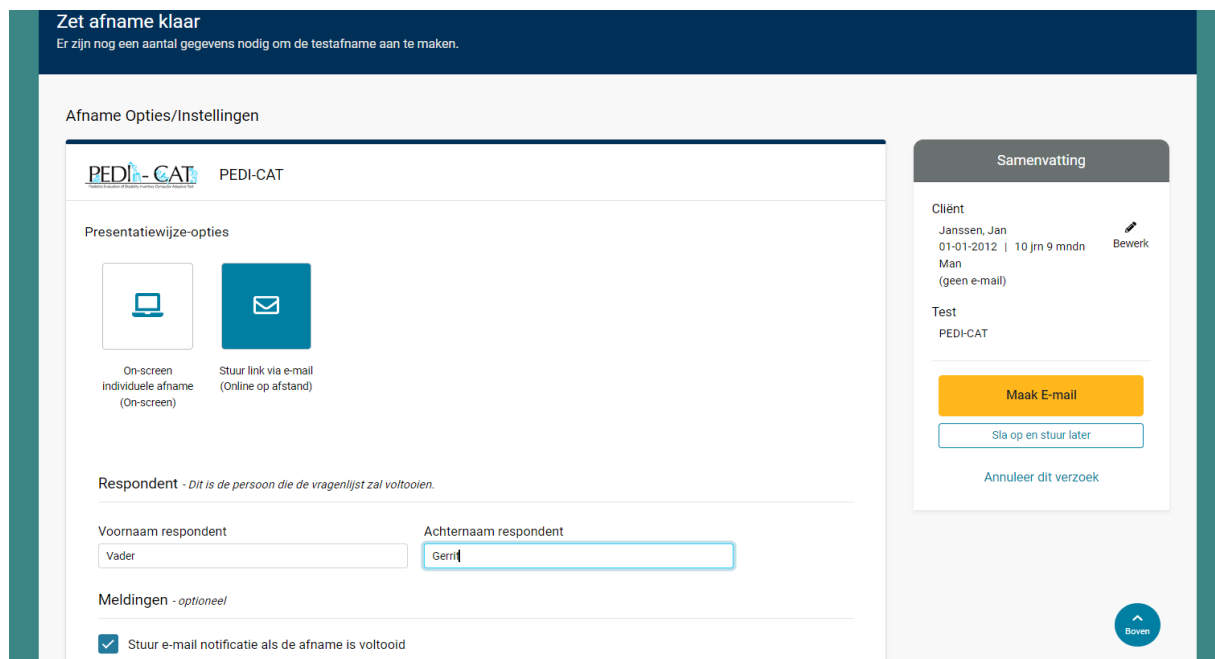 Zet afname klaar
Er zijn nog een aantal gegevens nodig om de testafname aan te maken.
Afname Opties/Instellingen
PEDI-CAT
PEDI-CAT
Presentatiewijze-opties
On-screen
individuele afname
(On-screen)
Stuur link via e-mail
(Online op afstand)
Respondent - Dit is de persoon die de vragenlijst zal voltooien.
Voornaam respondent
Achternaam respondent
Vader
Gerrit
Meldingen - optioneel
Stuur e-mail notificatie als de afname is voltooid
Samenvatting
Cliënt
Janssen, Jan
01-01-2012 | 10 jrn 9 mndn
Man
(geen e-mail)
Bewerk
Test
PEDI-CAT
Maak E-mail
Sla op en stuur later
Annuleer dit verzoek
Boven